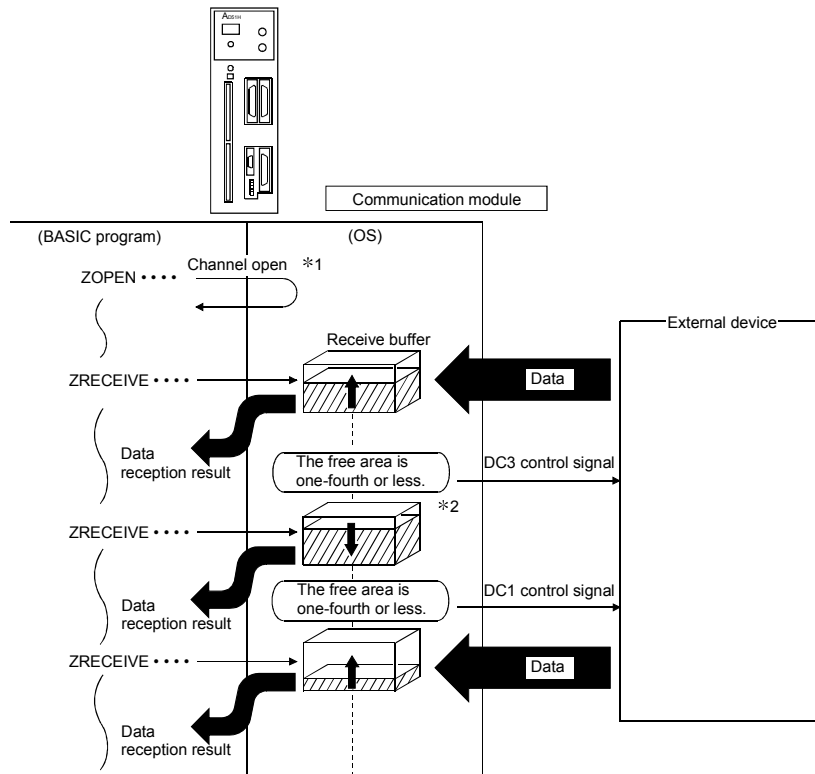 AD51H
Communication module
(BASIC program)
(OS)
Channel open *1
ZOPEN ････
Receive buffer
External device
ZRECEIVE ････
Data
Data
reception result
The free area is
one-fourth or less.
DC3 control signal
*2
ZRECEIVE ････
Data
reception result
The free area is
one-fourth or less.
DC1 control signal
ZRECEIVE ････
Data
Data
reception result